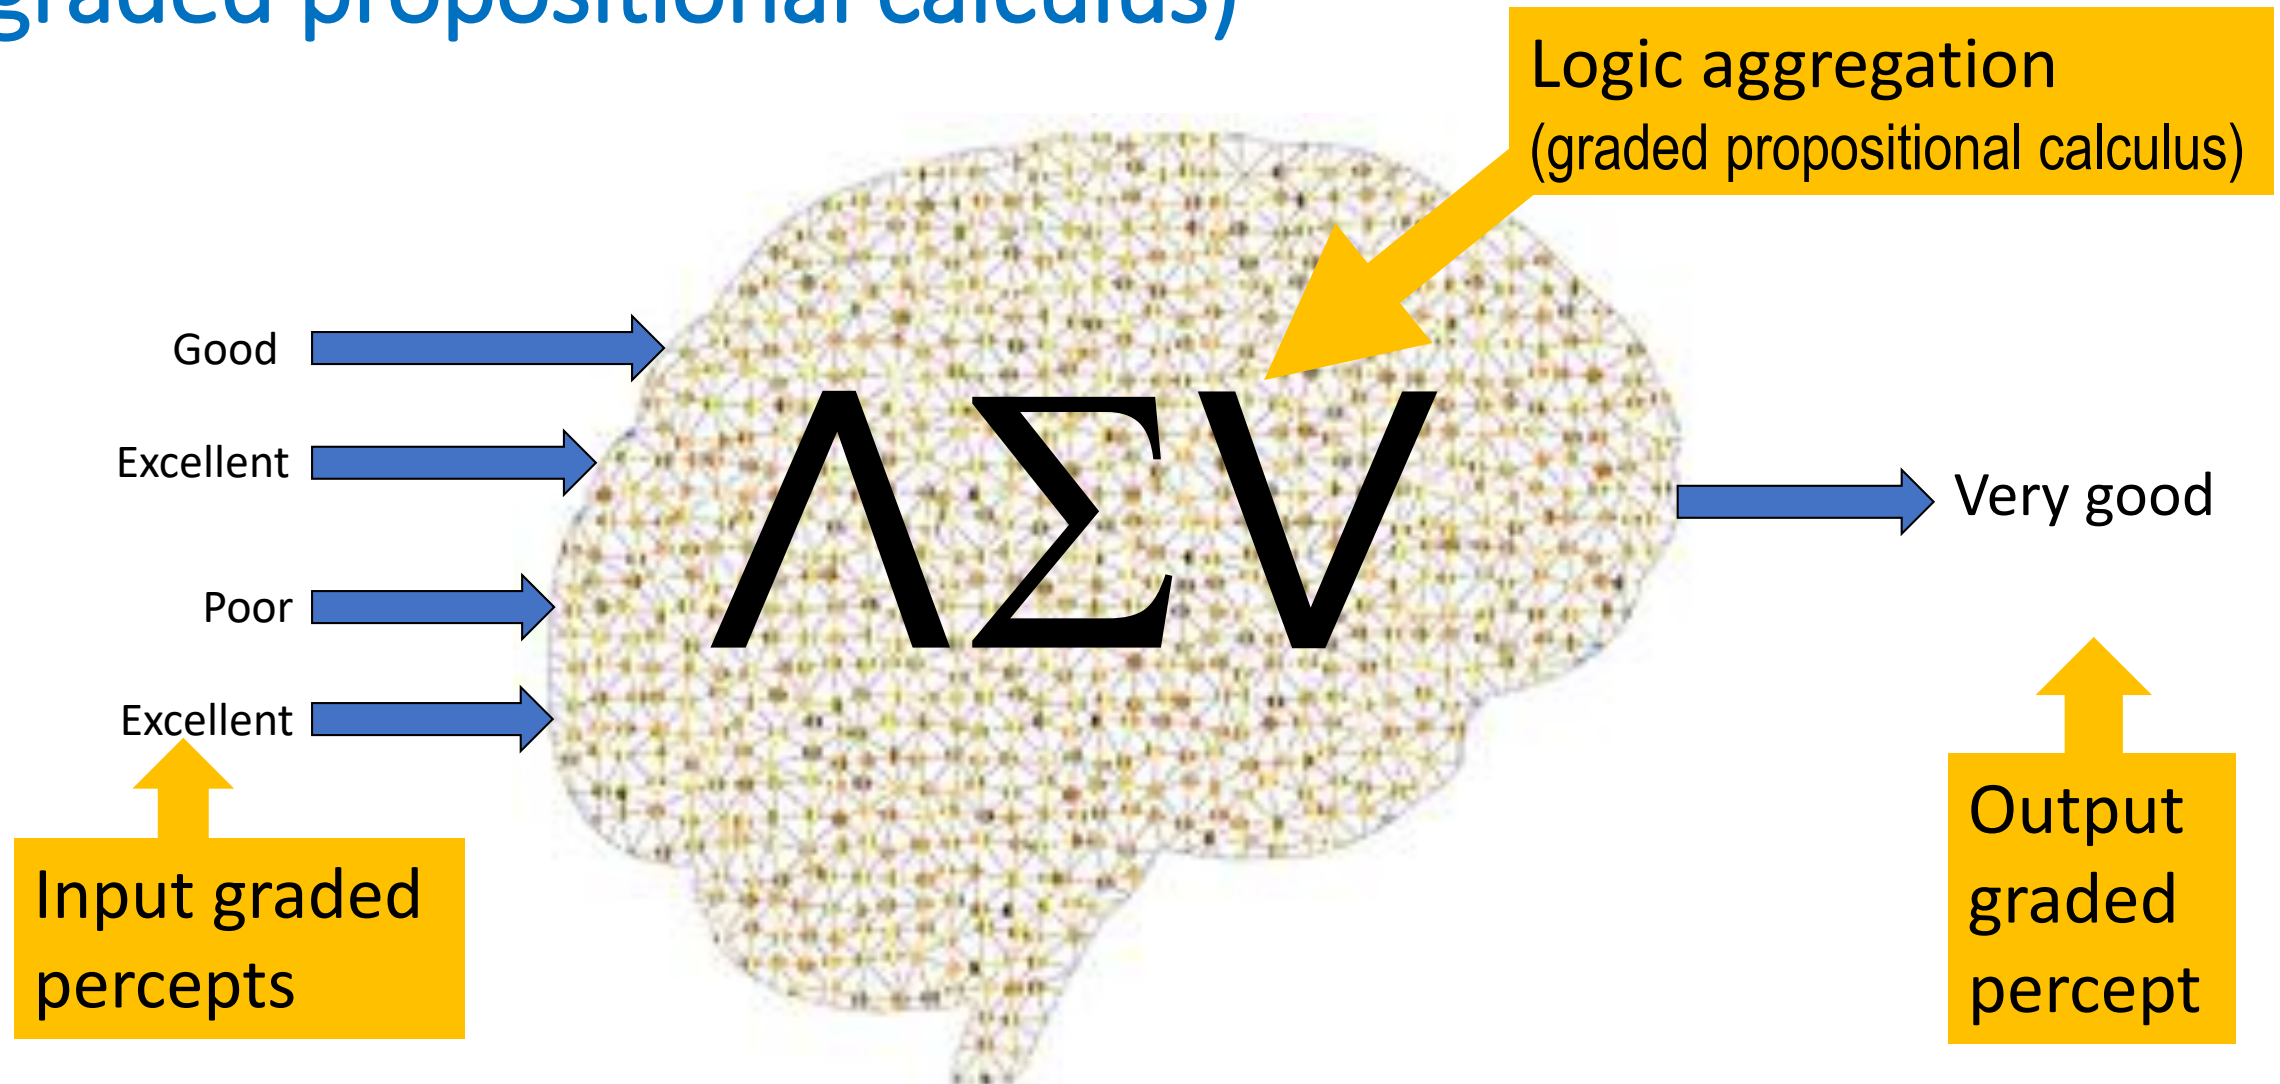 graded propositional calculus)
Logic aggregation
(graded propositional calculus)
Good
Excellent
Poor
Excellent
ΛΣV
Very good
Input graded
percepts
Output
graded
percept